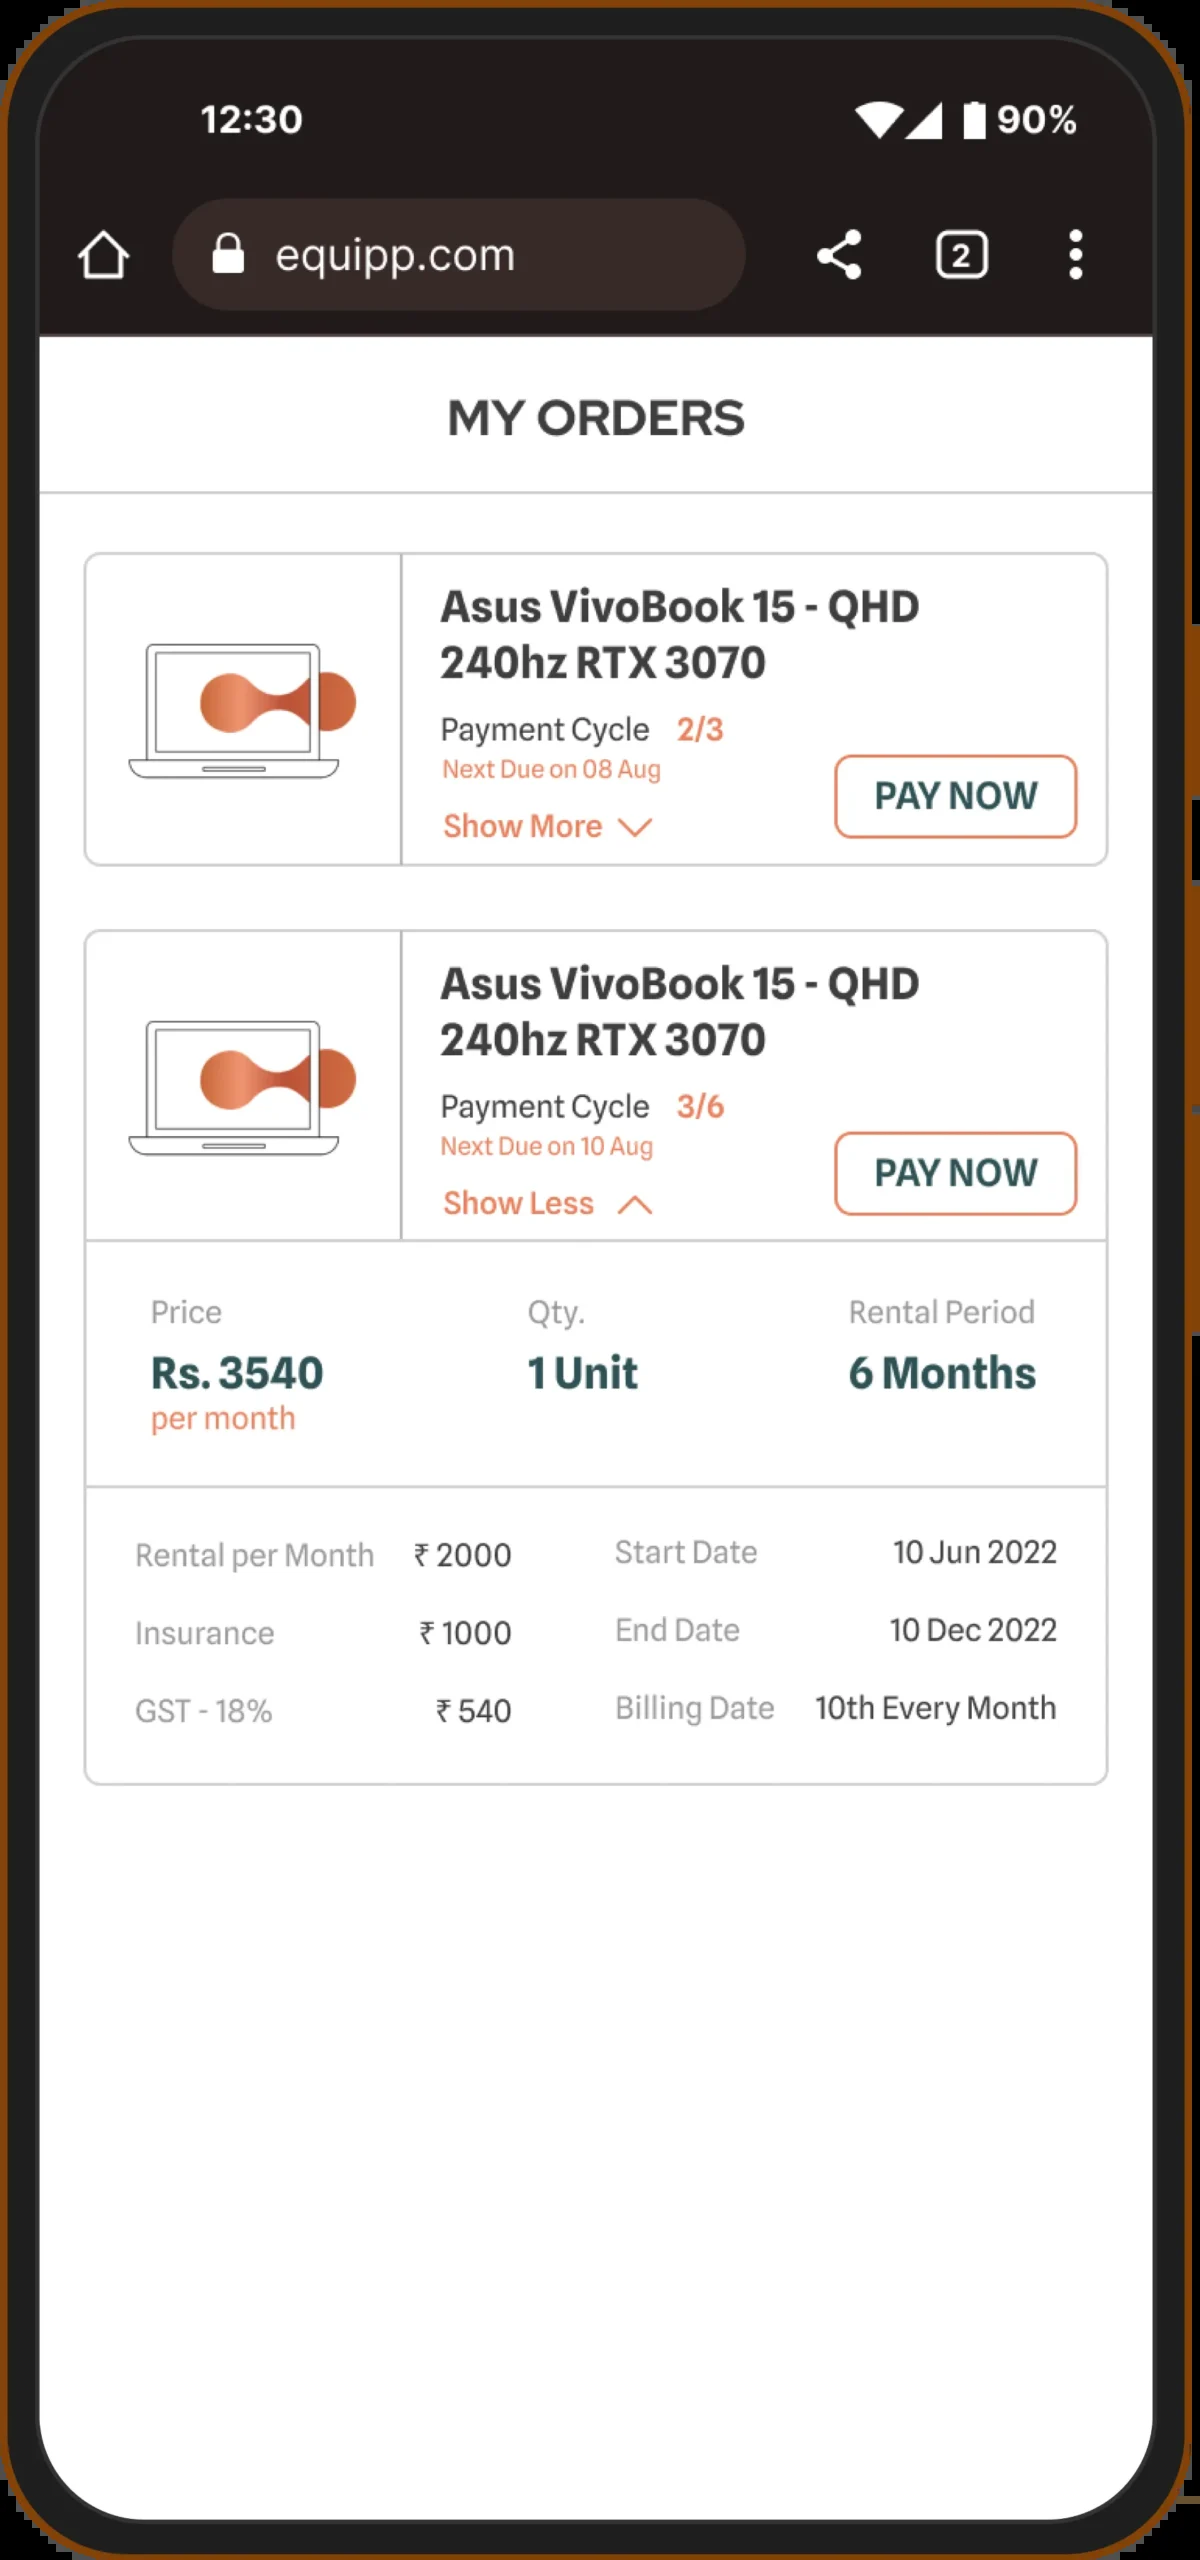 12:30
90%
equipp.com
2
MY ORDERS
Asus VivoBook 15 - QHD
240hz RTX 3070
Payment Cycle 2/3
Next Due on 08 Aug
Show More
PAY NOW
Asus VivoBook 15 - QHD
240hz RTX 3070
Payment Cycle 3/6
Next Due on 10 Aug
Show Less
PAY NOW
Price
Rs. 3540
per month
Qty.
1 Unit
Rental Period
6 Months
Rental per Month ₹ 2000
Insurance ₹ 1000
GST - 18% ₹ 540
Start Date 10 Jun 2022
End Date 10 Dec 2022
Billing Date 10th Every Month